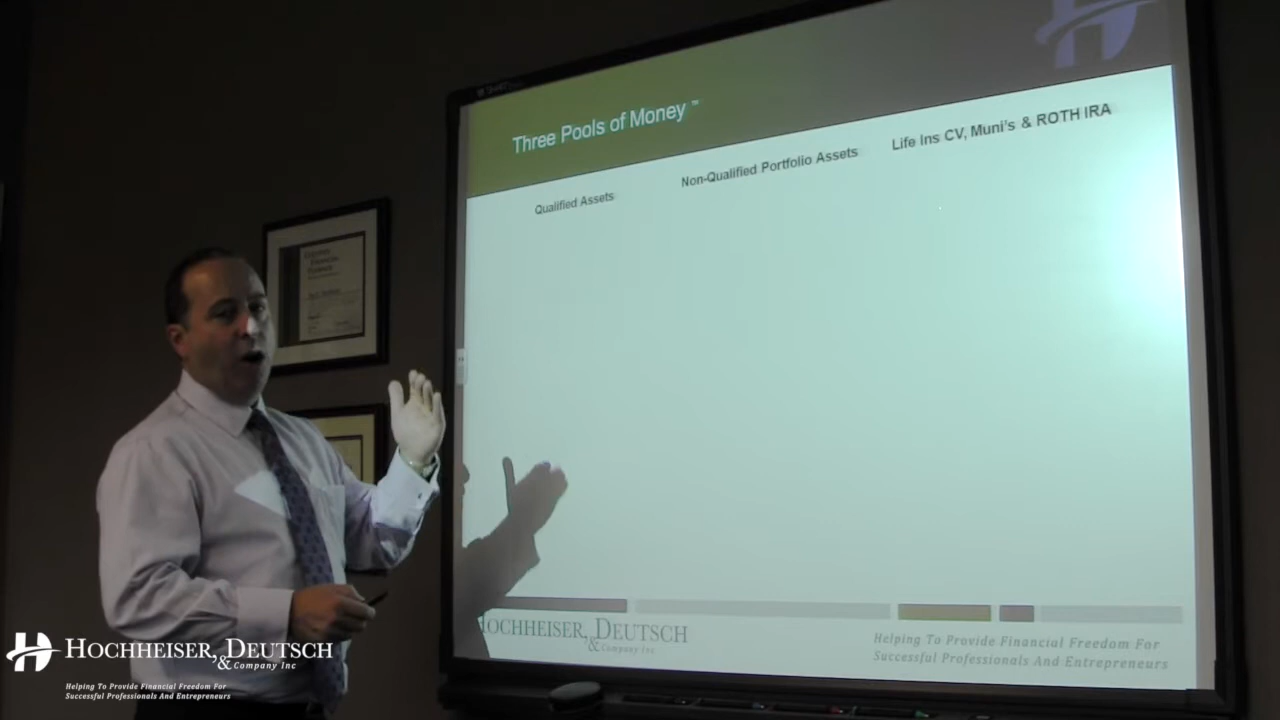 Three Pools of Money ™
Qualified Assets
Non-Qualified Portfolio Assets
Life Ins CV, Muni's & ROTH IRA
HOCHHEISER, DEUTSCH
& Company Inc
Helping To Provide Financial Freedom For
Successful Professionals And Entrepreneurs
HOCHHEISER, DEUTSCH
& Company Inc
Helping To Provide Financial Freedom For
Successful Professionals And Entrepreneurs